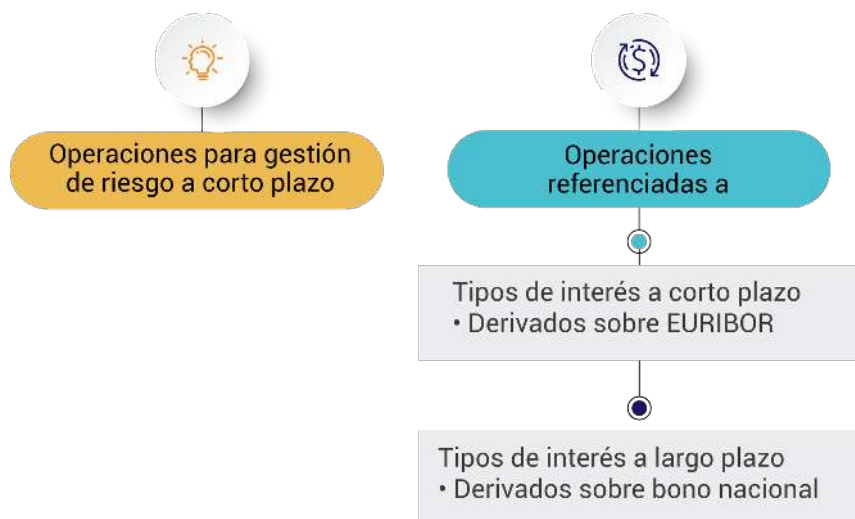 Operaciones para gestión
de riesgo a corto plazo
Operaciones
referenciadas a
Tipos de interés a corto plazo
• Derivados sobre EURIBOR
Tipos de interés a largo plazo
• Derivados sobre bono nacional